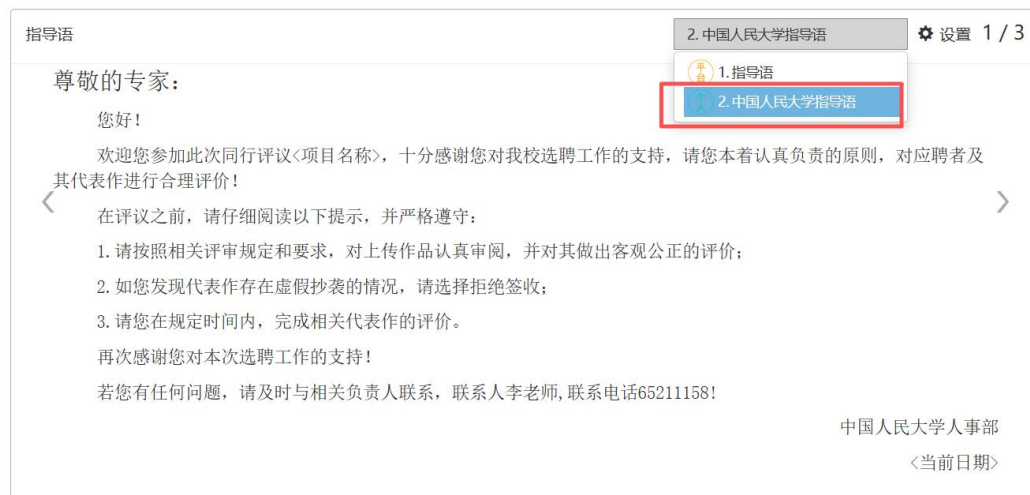 指导语
2. 中国人民大学指导语
设置 1 / 3
平台 1. 指导语
人 2. 中国人民大学指导语
尊敬的专家：
您好！
欢迎您参加此次同行评议<项目名称>，十分感谢您对我校选聘工作的支持，请您本着认真负责的原则，对应聘者及
其代表作进行合理评价！
在评议之前，请仔细阅读以下提示，并严格遵守：
1. 请按照相关评审规定和要求，对上传作品认真审阅，并对其做出客观公正的评价；
2. 如您发现代表作存在虚假抄袭的情况，请选择拒绝签收；
3. 请您在规定时间内，完成相关代表作的评价。
再次感谢您对本次选聘工作的支持！
若您有任何问题，请及时与相关负责人联系，联系人李老师,联系电话65211158！
中国人民大学人事部
<当前日期>